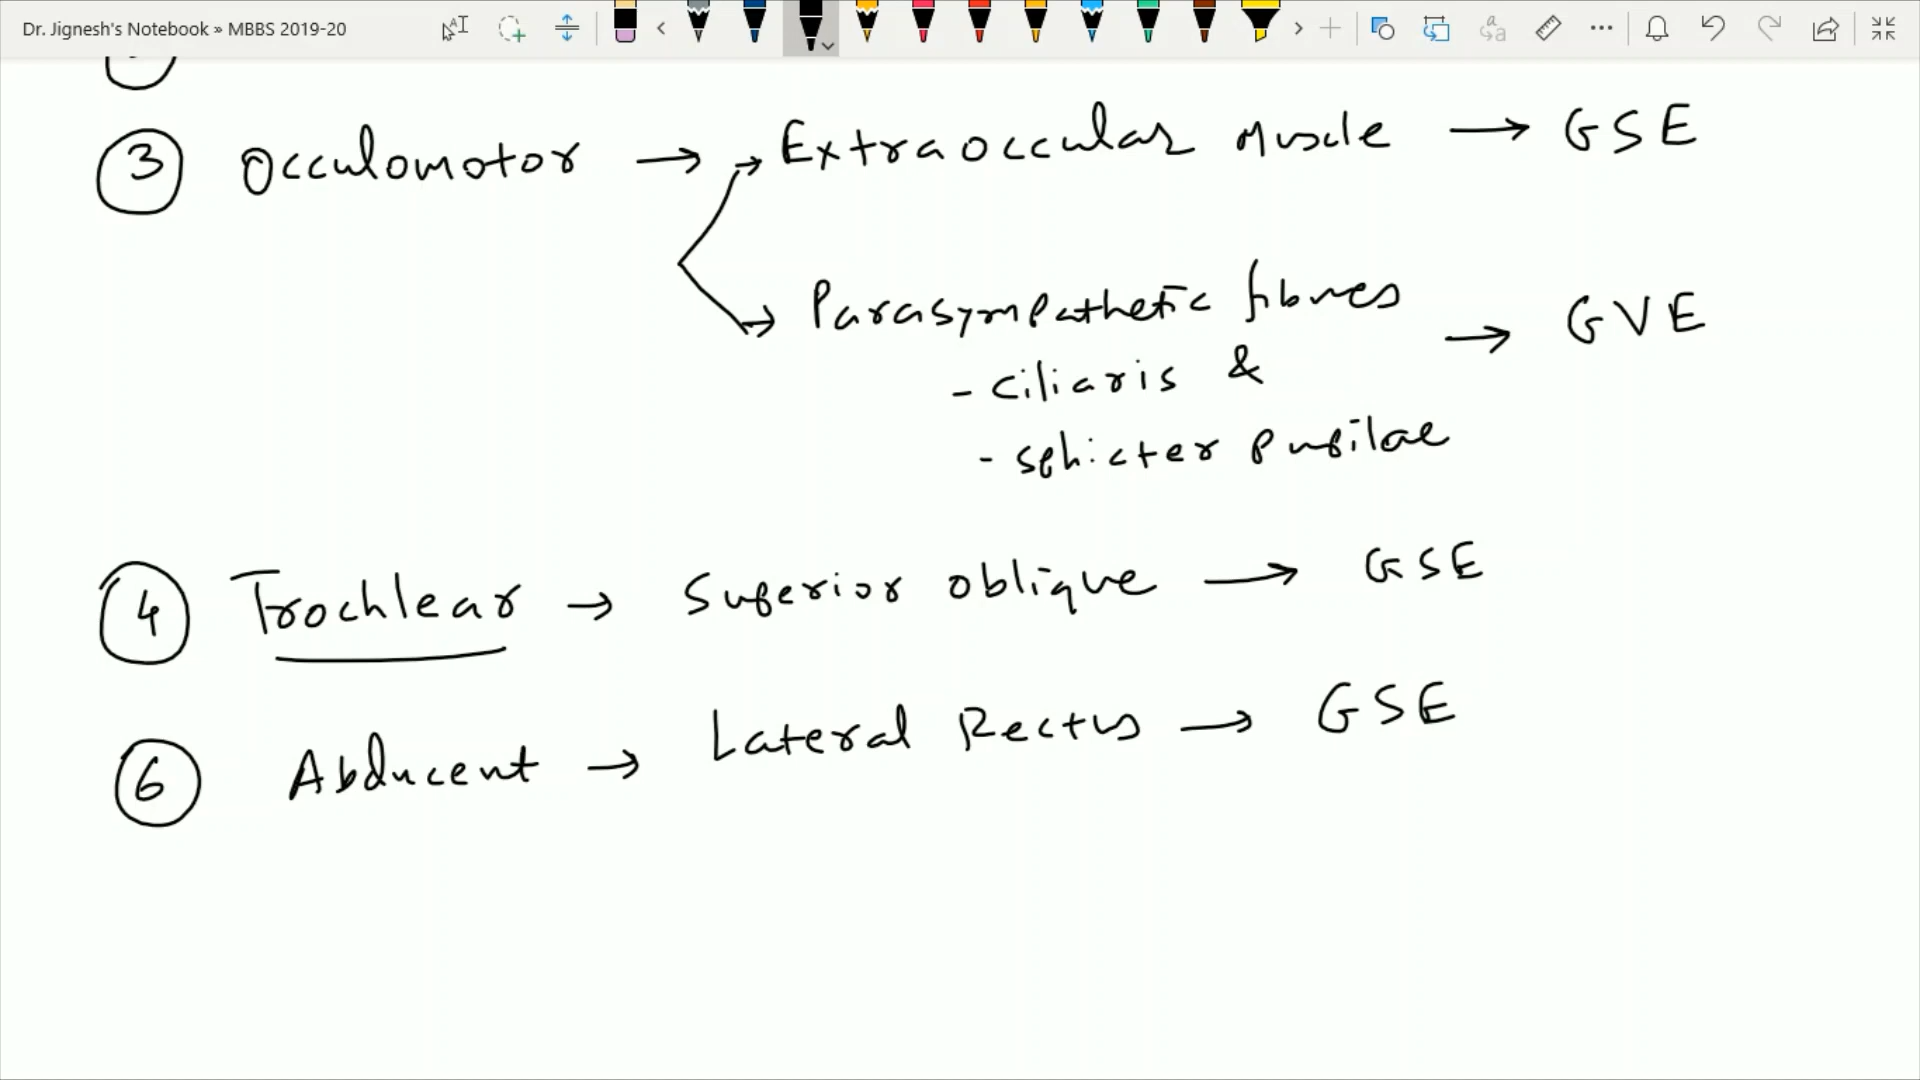 Dr. Jignesh's Notebook » MBBS 2019-20
3 Occulomotor → → Extraoccular Muscle → GSE
→ Parasympathetic fibres → GVE
- Ciliaris &
- sphicter pupilae
4 Trochlear → Superior oblique → GSE
6 Abducent → Lateral Rectus → GSE